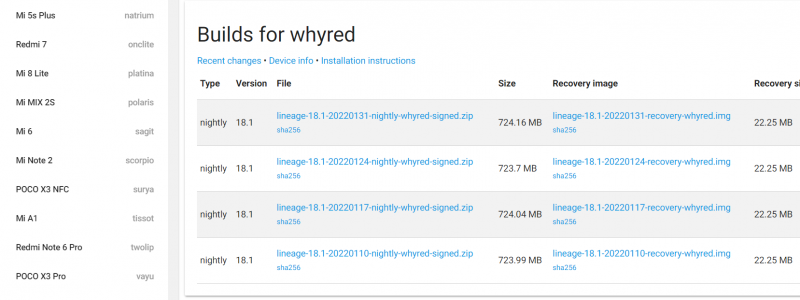 Mi 5s Plus natrium
Redmi 7 onclite
Mi 8 Lite platina
Mi MIX 2S polaris
Mi 6 sagit
Mi Note 2 scorpio
POCO X3 NFC surya
Mi A1 tissot
Redmi Note 6 Pro twolip
POCO X3 Pro vayu
Builds for whyred
Recent changes • Device info • Installation instructions
Type Version File Size Recovery image Recovery si
nightly 18.1 lineage-18.1-20220131-nightly-whyred-signed.zip 724.16 MB lineage-18.1-20220131-recovery-whyred.img 22.25 MB
sha256 sha256
nightly 18.1 lineage-18.1-20220124-nightly-whyred-signed.zip 723.7 MB lineage-18.1-20220124-recovery-whyred.img 22.25 MB
sha256 sha256
nightly 18.1 lineage-18.1-20220117-nightly-whyred-signed.zip 724.04 MB lineage-18.1-20220117-recovery-whyred.img 22.25 MB
sha256 sha256
nightly 18.1 lineage-18.1-20220110-nightly-whyred-signed.zip 723.99 MB lineage-18.1-20220110-recovery-whyred.img 22.25 MB
sha256 sha256